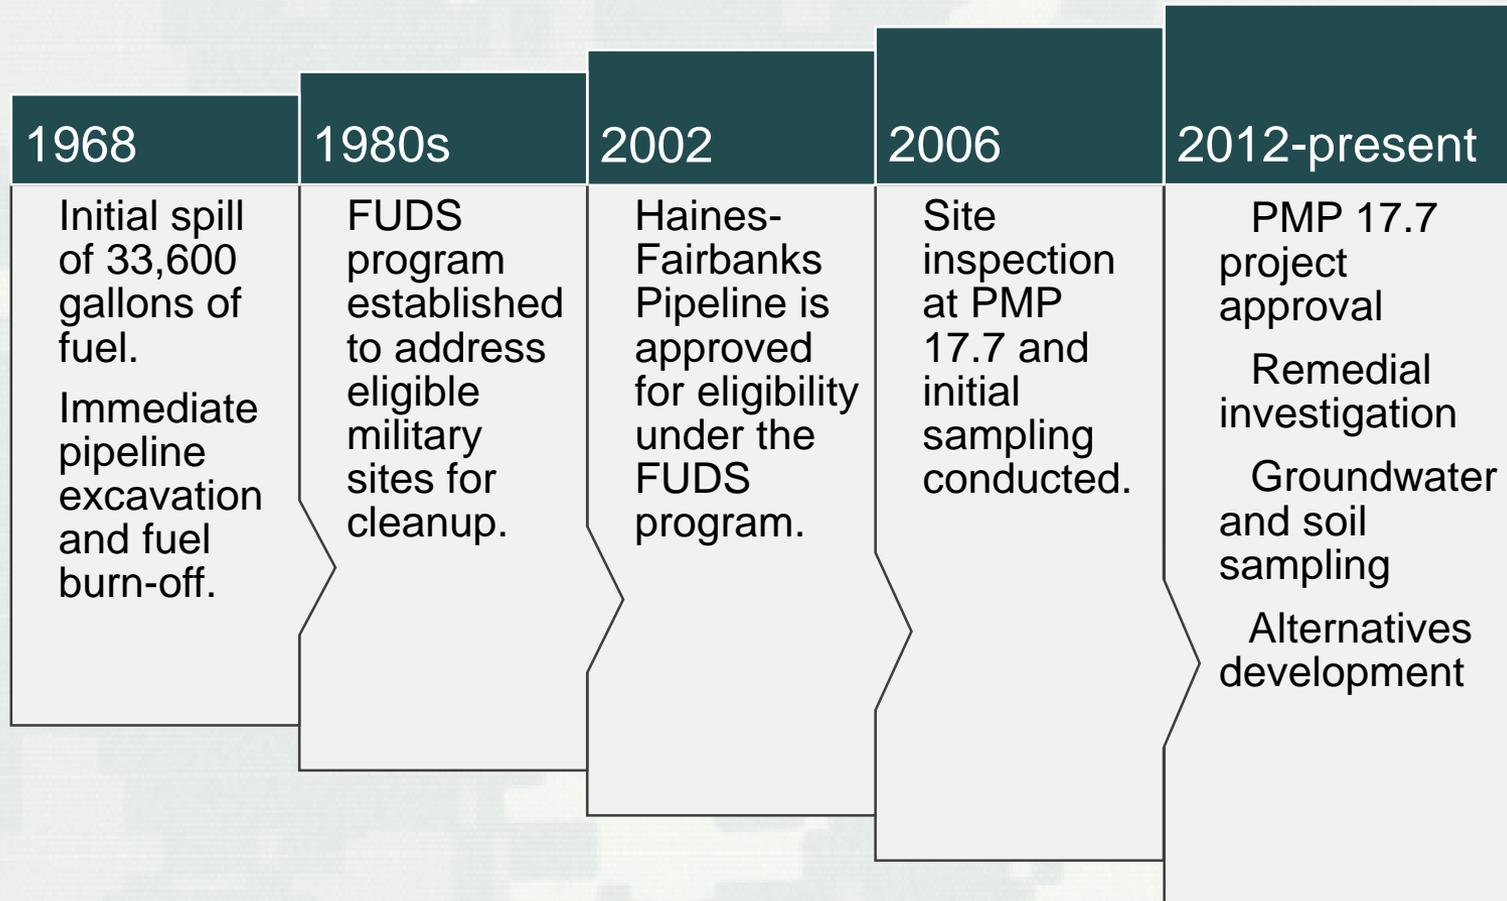 1968
Initial spill
of 33,600
gallons of
fuel.
Immediate
pipeline
excavation
and fuel
burn-off.
1980s
FUDS
program
established
to address
eligible
military
sites for
cleanup.
2002
Haines-
Fairbanks
Pipeline is
approved
for eligibility
under the
FUDS
program.
2006
Site
inspection
at PMP
17.7 and
initial
sampling
conducted.
2012-present
PMP 17.7
project
approval
Remedial
investigation
Groundwater
and soil
sampling
Alternatives
development